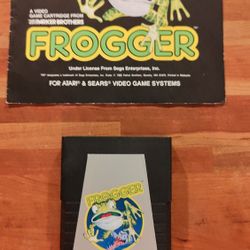 A VIDEO
GAME CARTRIDGE FROM
PARKER BROTHERS
FROGGER
Under License From Sega Enterprises, Inc.
FOR ATARI® & SEARS VIDEO GAME SYSTEMS
FROGGER